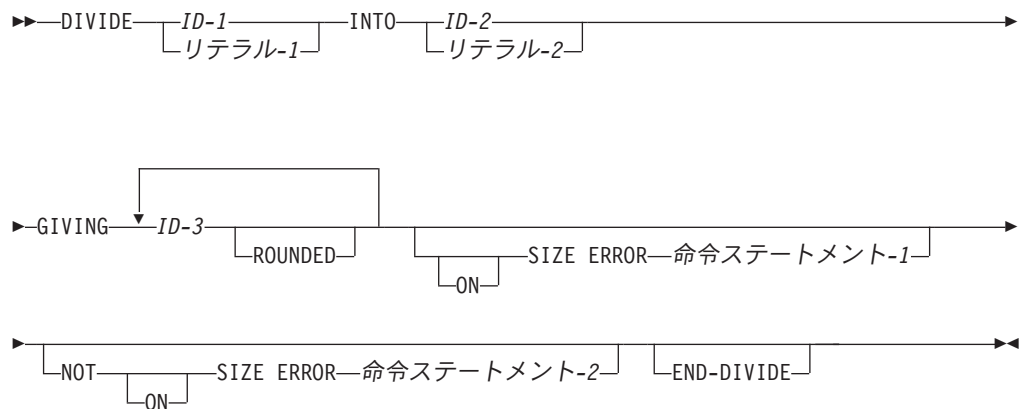 DIVIDE ID-1 INTO ID-2
リテラル-1 リテラル-2
GIVING ID-3
ROUNDED
SIZE ERROR 命令ステートメント-1
ON
NOT
SIZE ERROR 命令ステートメント-2
END-DIVIDE
ON